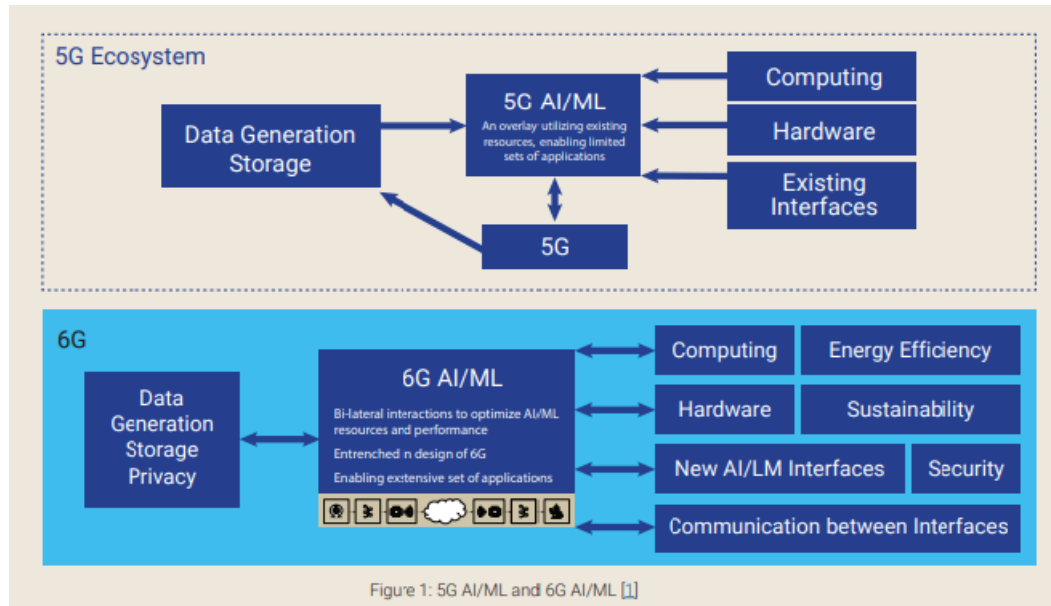 5G Ecosystem
Data Generation
Storage
5G AI/ML
An overlay utilizing existing
resources, enabling limited
sets of applications
5G
Computing
Hardware
Existing
Interfaces
6G
Data
Generation
Storage
Privacy
6G AI/ML
Bi-lateral interactions to optimize AI/ML
resources and performance
Entrenched n design of 6G
Enabling extensive set of applications
Computing
Energy Efficiency
Hardware
Sustainability
New AI/LM Interfaces
Security
Communication between Interfaces
Figure 1: 5G AI/ML and 6G AI/ML [1]